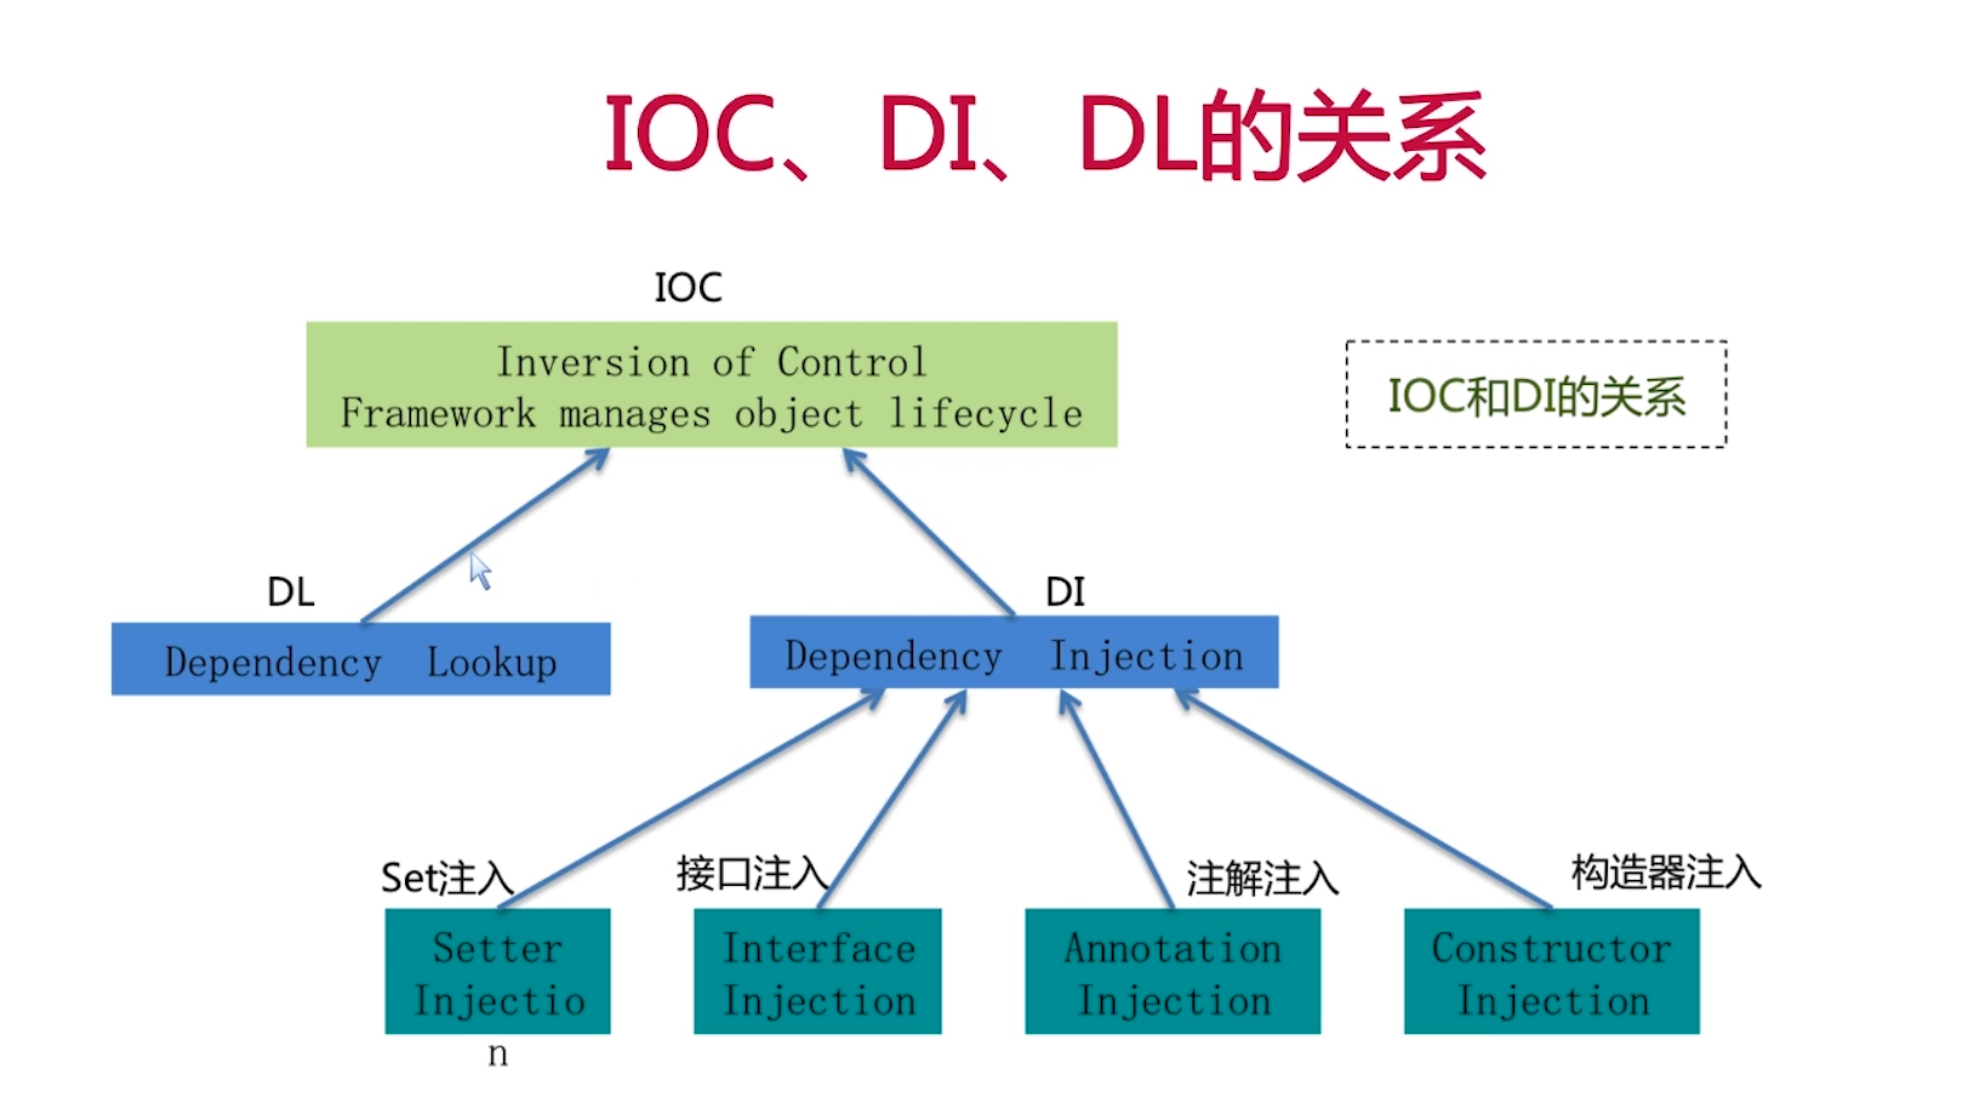 IOC、DI、DL的关系
IOC
Inversion of Control
Framework manages object lifecycle
IOC和DI的关系
DL
Dependency Lookup
DI
Dependency Injection
Set注入
Setter
Injectio
n
接口注入
Interface
Injection
注解注入
Annotation
Injection
构造器注入
Constructor
Injection